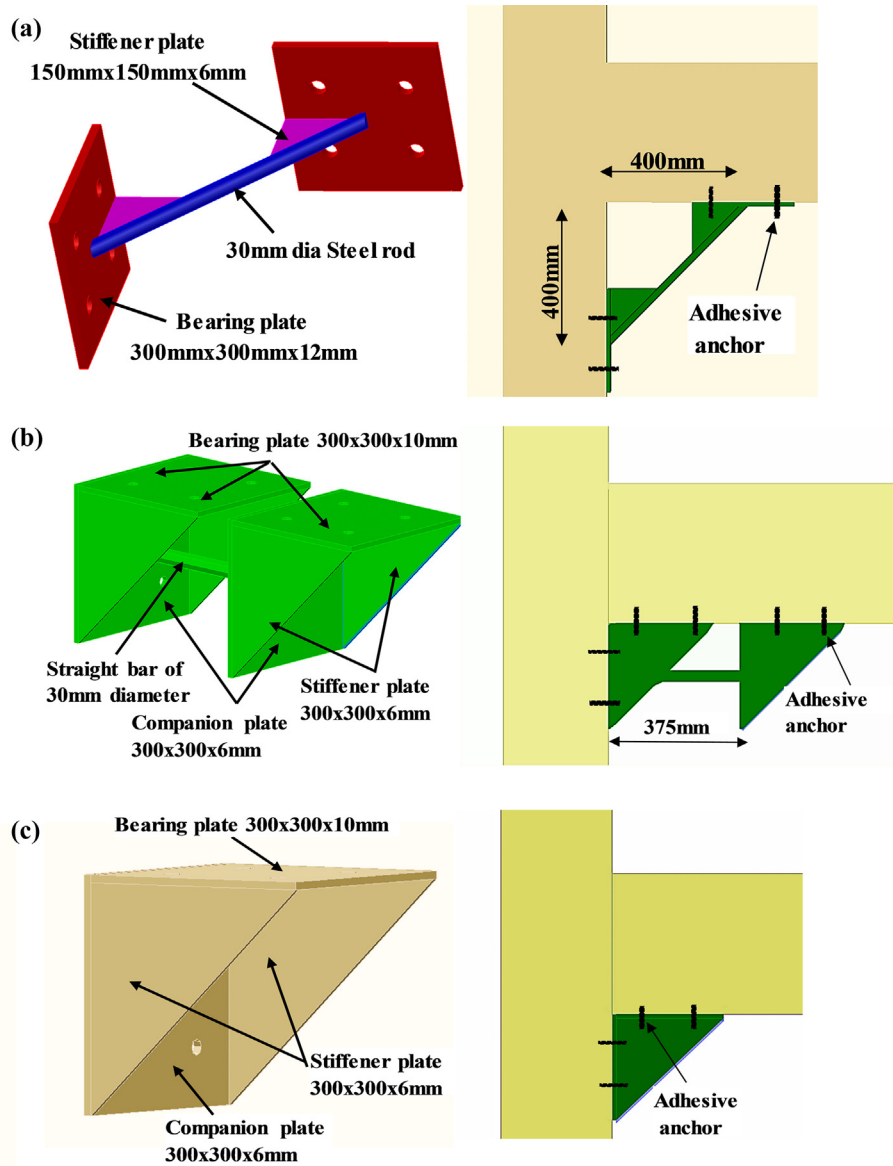 (a)
Stiffener plate
150mmx150mmx6mm
30mm dia Steel rod
Bearing plate
300mmx300mmx12mm
400mm
400mm
Adhesive
anchor
(b)
Bearing plate 300x300x10mm
Straight bar of
30mm diameter
Companion plate
300x300x6mm
Stiffener plate
300x300x6mm
375mm
Adhesive
anchor
(c)
Bearing plate 300x300x10mm
Stiffener plate
300x300x6mm
Companion plate
300x300x6mm
Adhesive
anchor